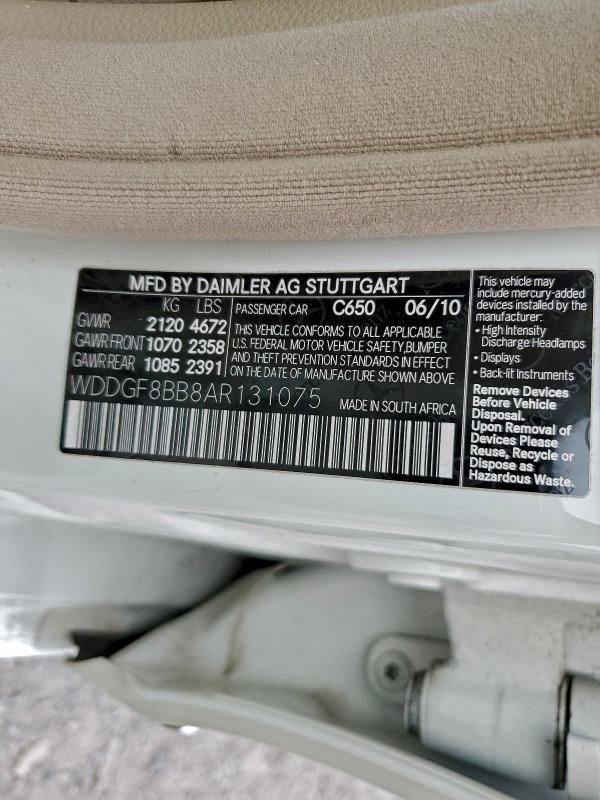 MFD BY DAIMLER AG STUTTGART
KG LBS
GVWR 2120 4672
GAWR FRONT 1070 2358
GAWR REAR 1085 2391
PASSENGER CAR C650 06/10
THIS VEHICLE CONFORMS TO ALL APPLICABLE
U.S. FEDERAL MOTOR VEHICLE SAFETY,BUMPER
AND THEFT PREVENTION STANDARDS IN EFFECT
ON THE DATE OF MANUFACTURE SHOWN ABOVE
WDDGF8BB8AR131075
MADE IN SOUTH AFRICA
This vehicle may
include mercury-added
devices installed by the
manufacturer:
• High Intensity
Discharge Headlamps
• Displays
• Back-lit Instruments
Remove Devices
Before Vehicle
Disposal.
Upon Removal of
Devices Please
Reuse, Recycle or
Dispose as
Hazardous Waste.